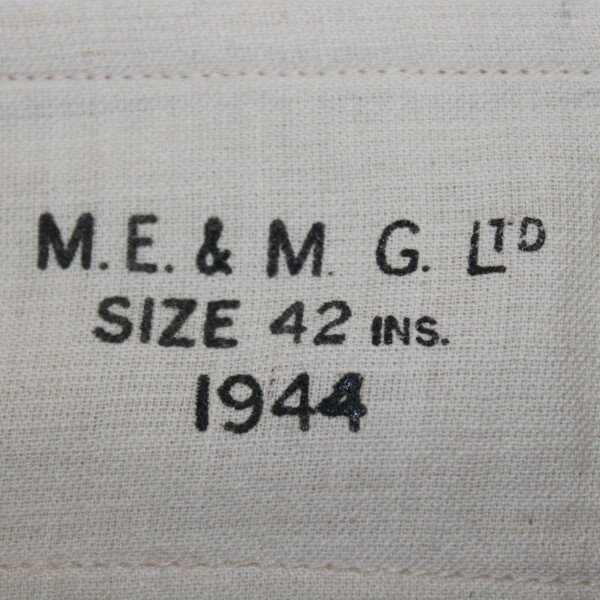 M.E. & M. G. LTD
SIZE 42 INS.
1944